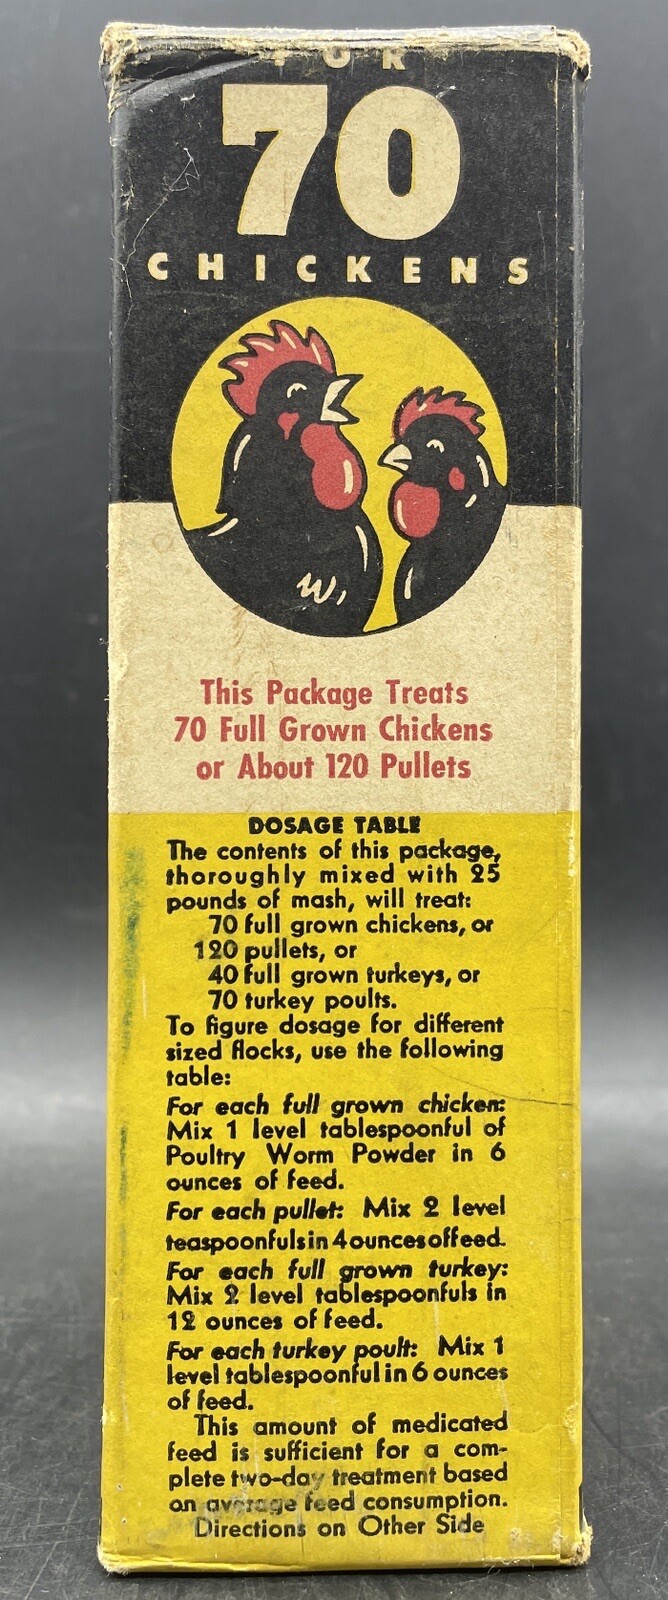 FOR
70
CHICKENS
W,
This Package Treats
70 Full Grown Chickens
or About 120 Pullets
DOSAGE TABLE
The contents of this package,
thoroughly mixed with 25
pounds of mash, will treat:
70 full grown chickens, or
120 pullets, or
40 full grown turkeys, or
70 turkey poults.
To figure dosage for different
sized flocks, use the following
table:
For each full grown chicken:
Mix 1 level tablespoonful of
Poultry Worm Powder in 6
ounces of feed.
For each pullet: Mix 2 level
teaspoonfuls in 4 ounces of feed.
For each full grown turkey:
Mix 2 level tablespoonfuls in
12 ounces of feed.
For each turkey poult: Mix 1
level tablespoonful in 6 ounces
of feed.
This amount of medicated
feed is sufficient for a com-
plete two-day treatment based
on average feed consumption.
Directions on Other Side